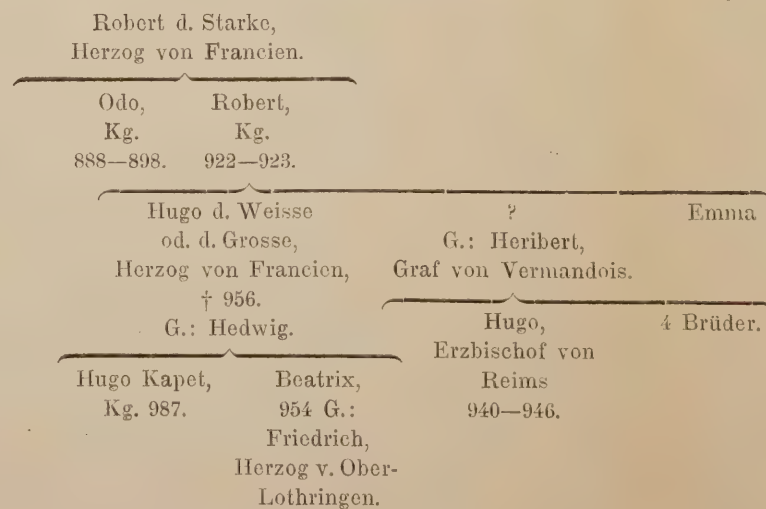 Robert d. Starke,
Herzog von Francien.
Odo, Robert,
Kg. Kg.
888—898. 922—923.
Hugo d. Weisse ? Emma
od. d. Grosse, G.: Heribert,
Herzog von Francien, Graf von Vermandois.
† 956.
G.: Hedwig. Hugo, 4 Brüder.
Erzbischof von
Hugo Kapet, Beatrix, Reims
Kg. 987. 954 G.: 940—946.
Friedrich,
Herzog v. Ober-
Lothringen.